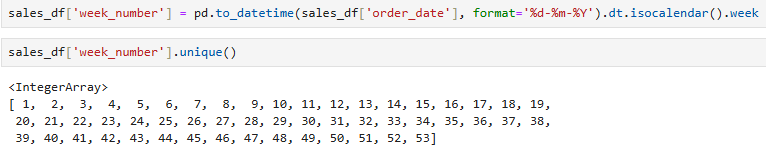 sales_df['week_number'] = pd.to_datetime(sales_df['order_date'], format='%d-%m-%Y').dt.isocalendar().week
sales_df['week_number'].unique()
<IntegerArray>
[ 1,  2,  3,  4,  5,  6,  7,  8,  9, 10, 11, 12, 13, 14, 15, 16, 17, 18, 19,
 20, 21, 22, 23, 24, 25, 26, 27, 28, 29, 30, 31, 32, 33, 34, 35, 36, 37, 38,
 39, 40, 41, 42, 43, 44, 45, 46, 47, 48, 49, 50, 51, 52, 53]